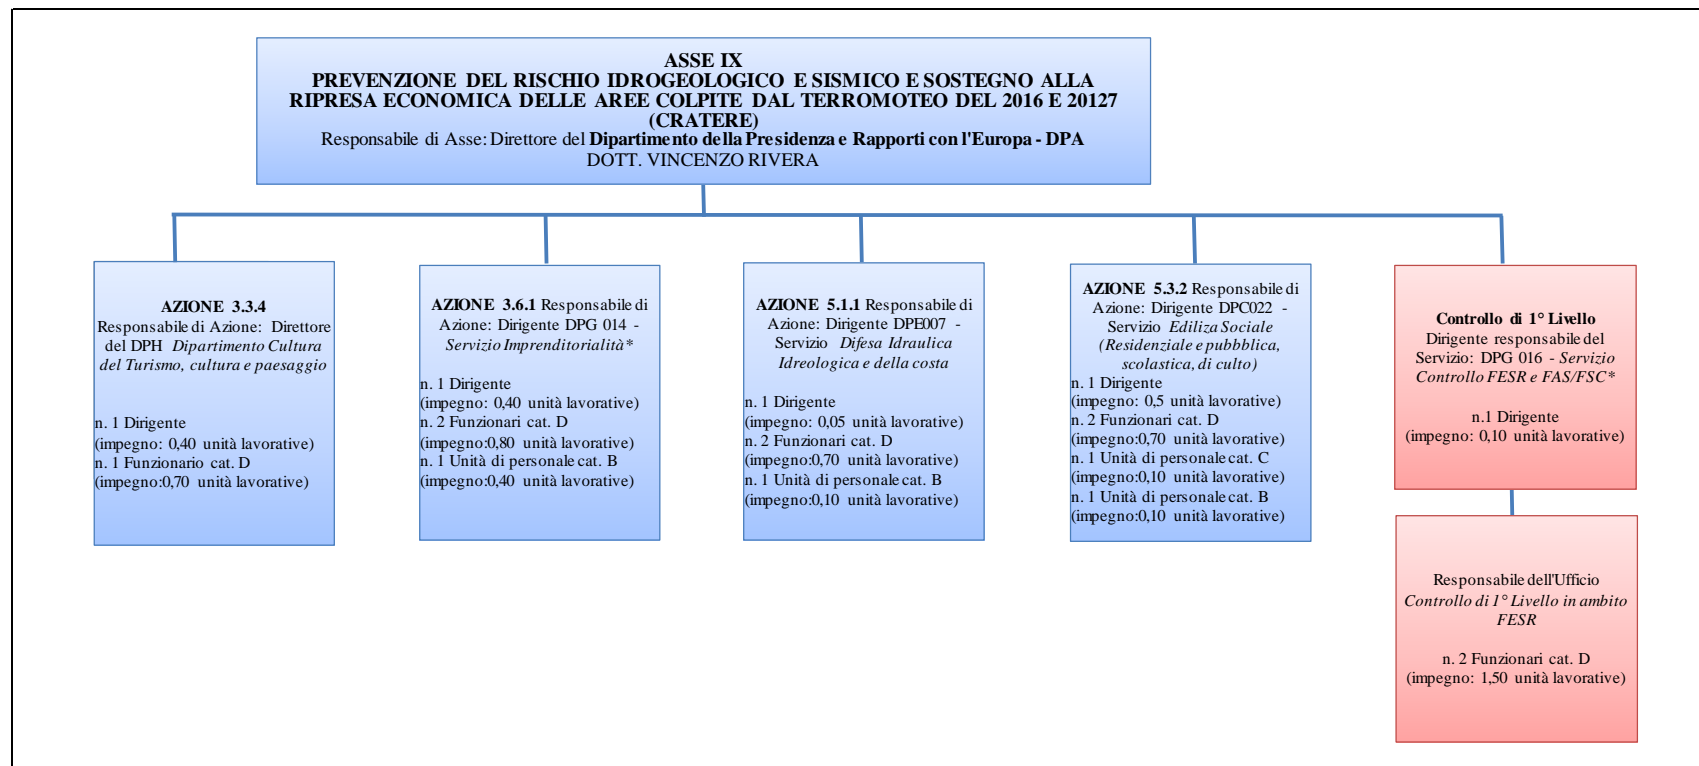 ASSE IX
PREVENZIONE DEL RISCHIO IDROGEOLOGICO E SISMICO E SOSTEGNO ALLA
RIPRESA ECONOMICA DELLE AREE COLPITE DAL TERROMOTEO DEL 2016 E 20127
(CRATERE)
Responsabile di Asse: Direttore del Dipartimento della Presidenza e Rapporti con l'Europa - DPA
DOTT. VINCENZO RIVERA
AZIONE 3.3.4
Responsabile di Azione: Direttore
del DPH Dipartimento Cultura
del Turismo, cultura e paesaggio
n. 1 Dirigente
(impegno: 0,40 unità lavorative)
n. 1 Funzionario cat. D
(impegno:0,70 unità lavorative)
AZIONE 3.6.1 Responsabile di
Azione: Dirigente DPG 014 -
Servizio Imprenditorialità*
n. 1 Dirigente
(impegno: 0,40 unità lavorative)
n. 2 Funzionari cat. D
(impegno:0,80 unità lavorative)
n. 1 Unità di personale cat. B
(impegno:0,40 unità lavorative)
AZIONE 5.1.1 Responsabile di
Azione: Dirigente DPE007 -
Servizio Difesa Idraulica
Idreologica e della costa
n. 1 Dirigente
(impegno: 0,05 unità lavorative)
n. 2 Funzionari cat. D
(impegno:0,70 unità lavorative)
n. 1 Unità di personale cat. B
(impegno:0,10 unità lavorative)
AZIONE 5.3.2 Responsabile di
Azione: Dirigente DPC022 -
Servizio Ediliza Sociale
(Residenziale e pubbblica,
scolastica, di culto)
n. 1 Dirigente
(impegno: 0,5 unità lavorative)
n. 2 Funzionari cat. D
(impegno:0,70 unità lavorative)
n. 1 Unità di personale cat. C
(impegno:0,10 unità lavorative)
n. 1 Unità di personale cat. B
(impegno:0,10 unità lavorative)
Controllo di 1° Livello
Dirigente responsabile del
Servizio: DPG 016 - Servizio
Controllo FESR e FAS/FSC*
n.1 Dirigente
(impegno: 0,10 unità lavorative)
Responsabile dell'Ufficio
Controllo di 1° Livello in ambito
FESR
n. 2 Funzionari cat. D
(impegno: 1,50 unità lavorative)